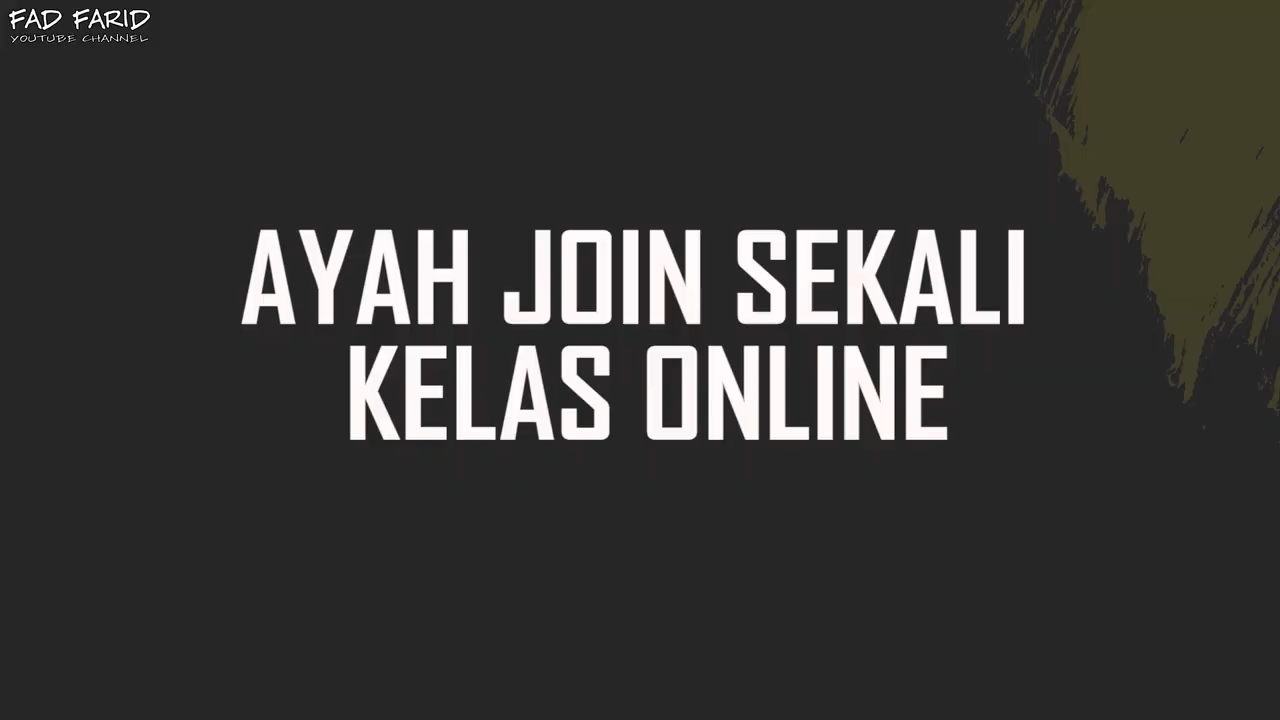 FAD FARID
YOUTUBE CHANNEL
AYAH JOIN SEKALI
KELAS ONLINE